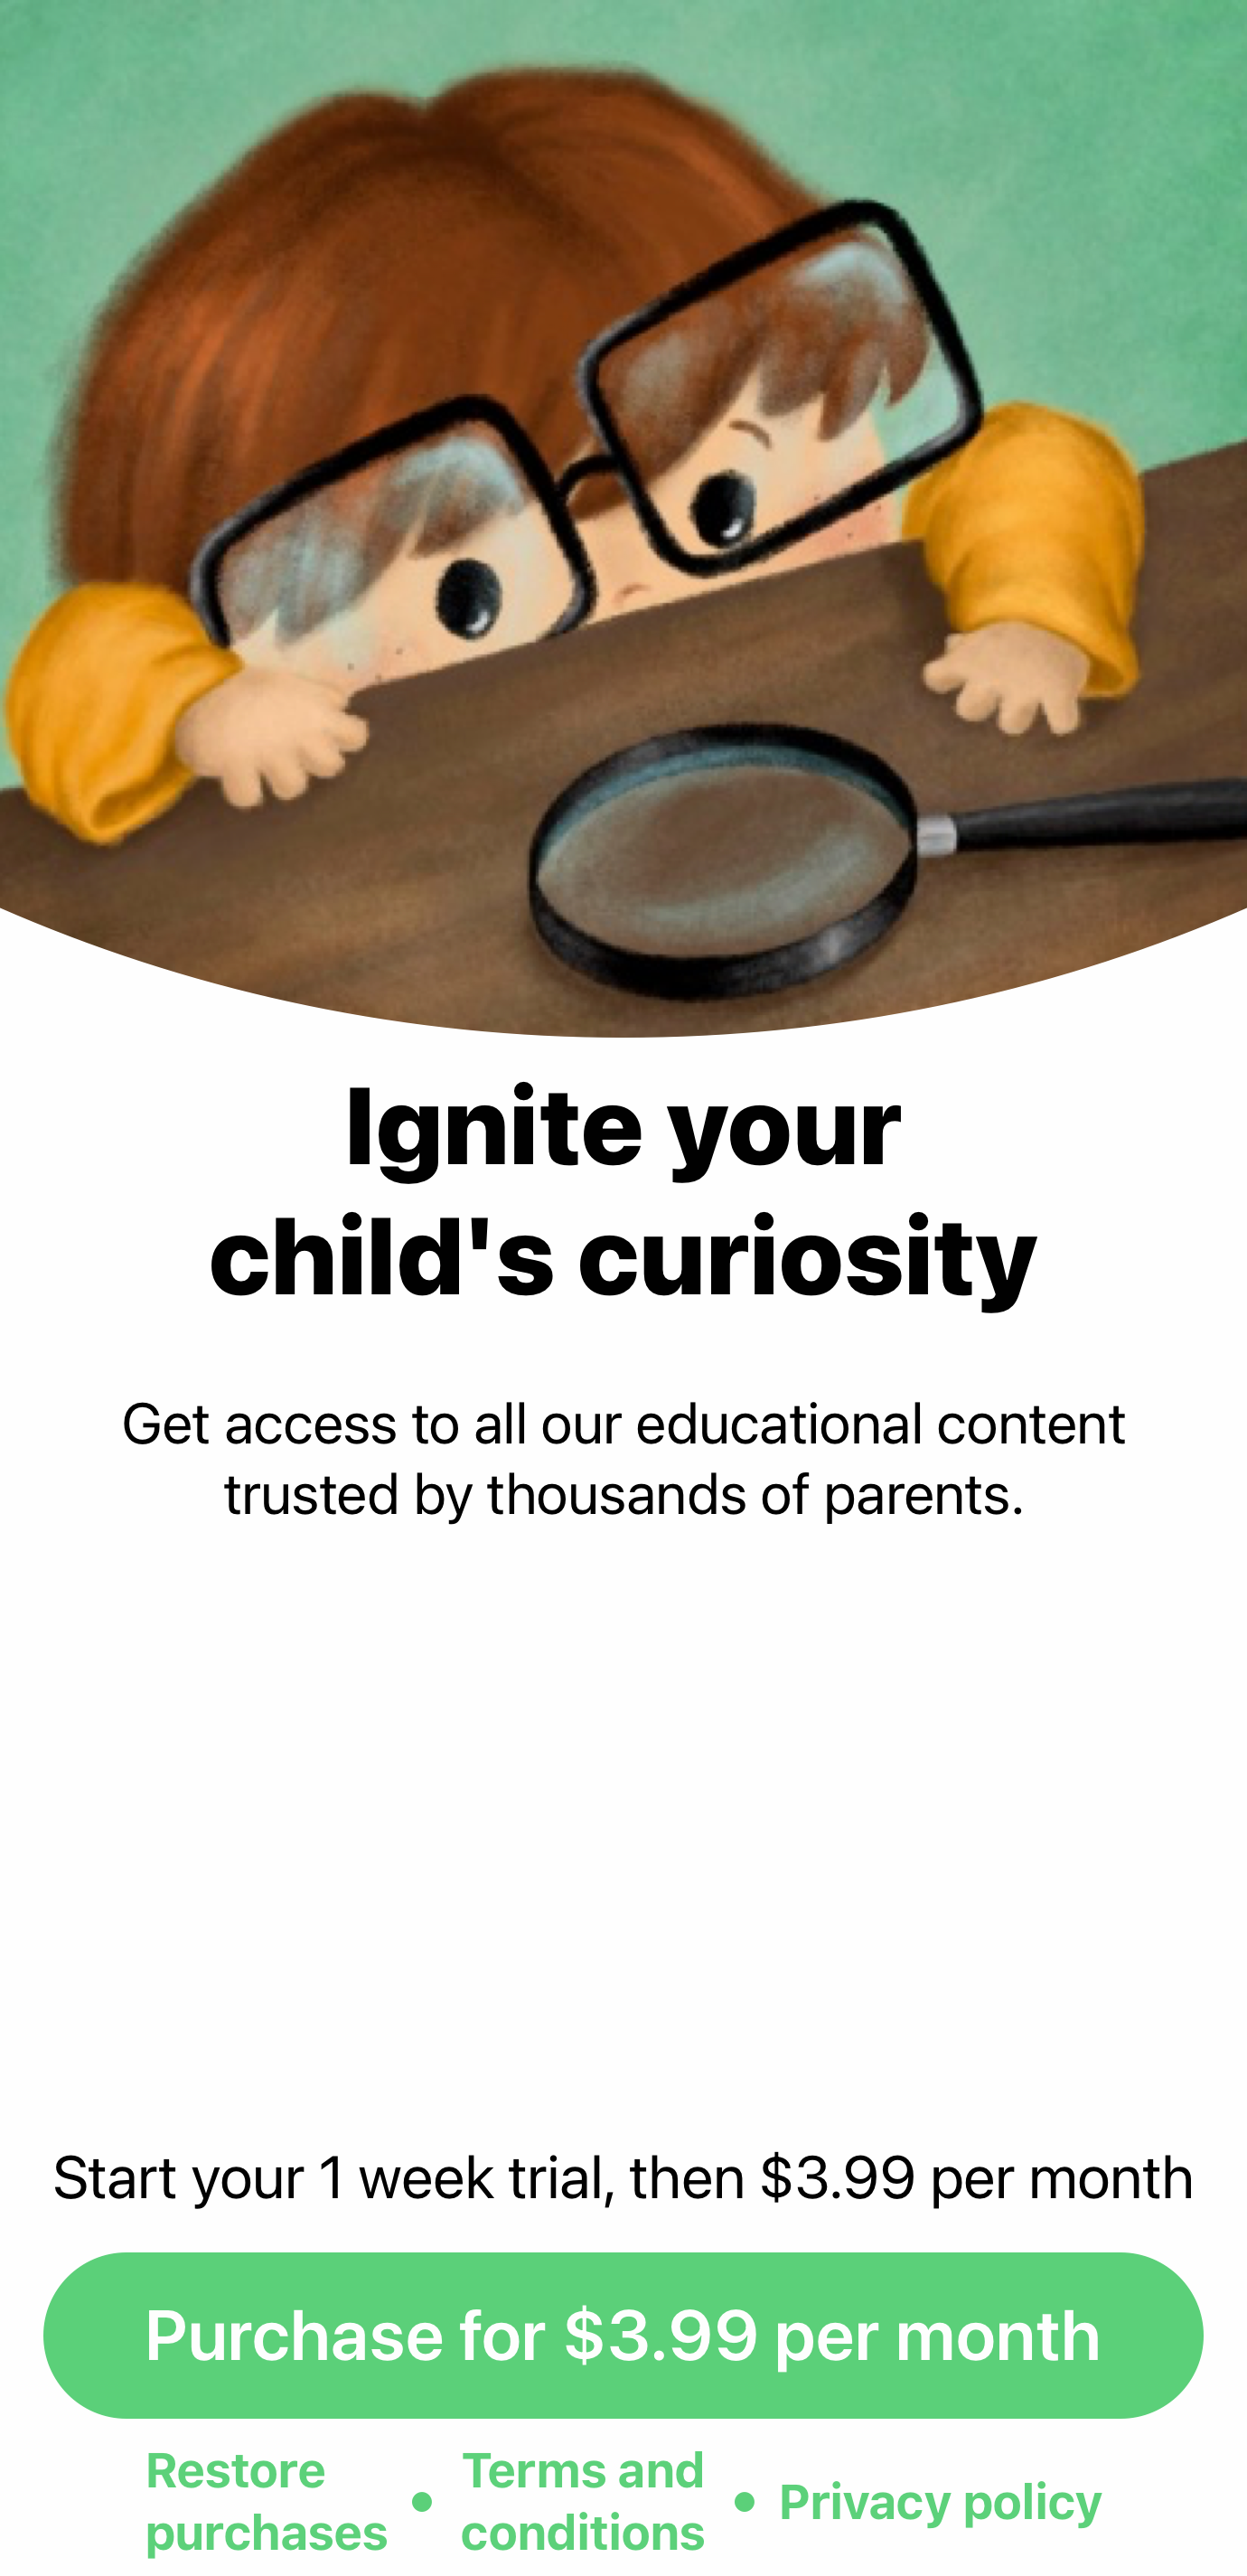 Ignite your
child's curiosity
Get access to all our educational content
trusted by thousands of parents.
Start your 1 week trial, then $3.99 per month
Purchase for $3.99 per month
Restore
purchases
•
Terms and
conditions
•
Privacy policy